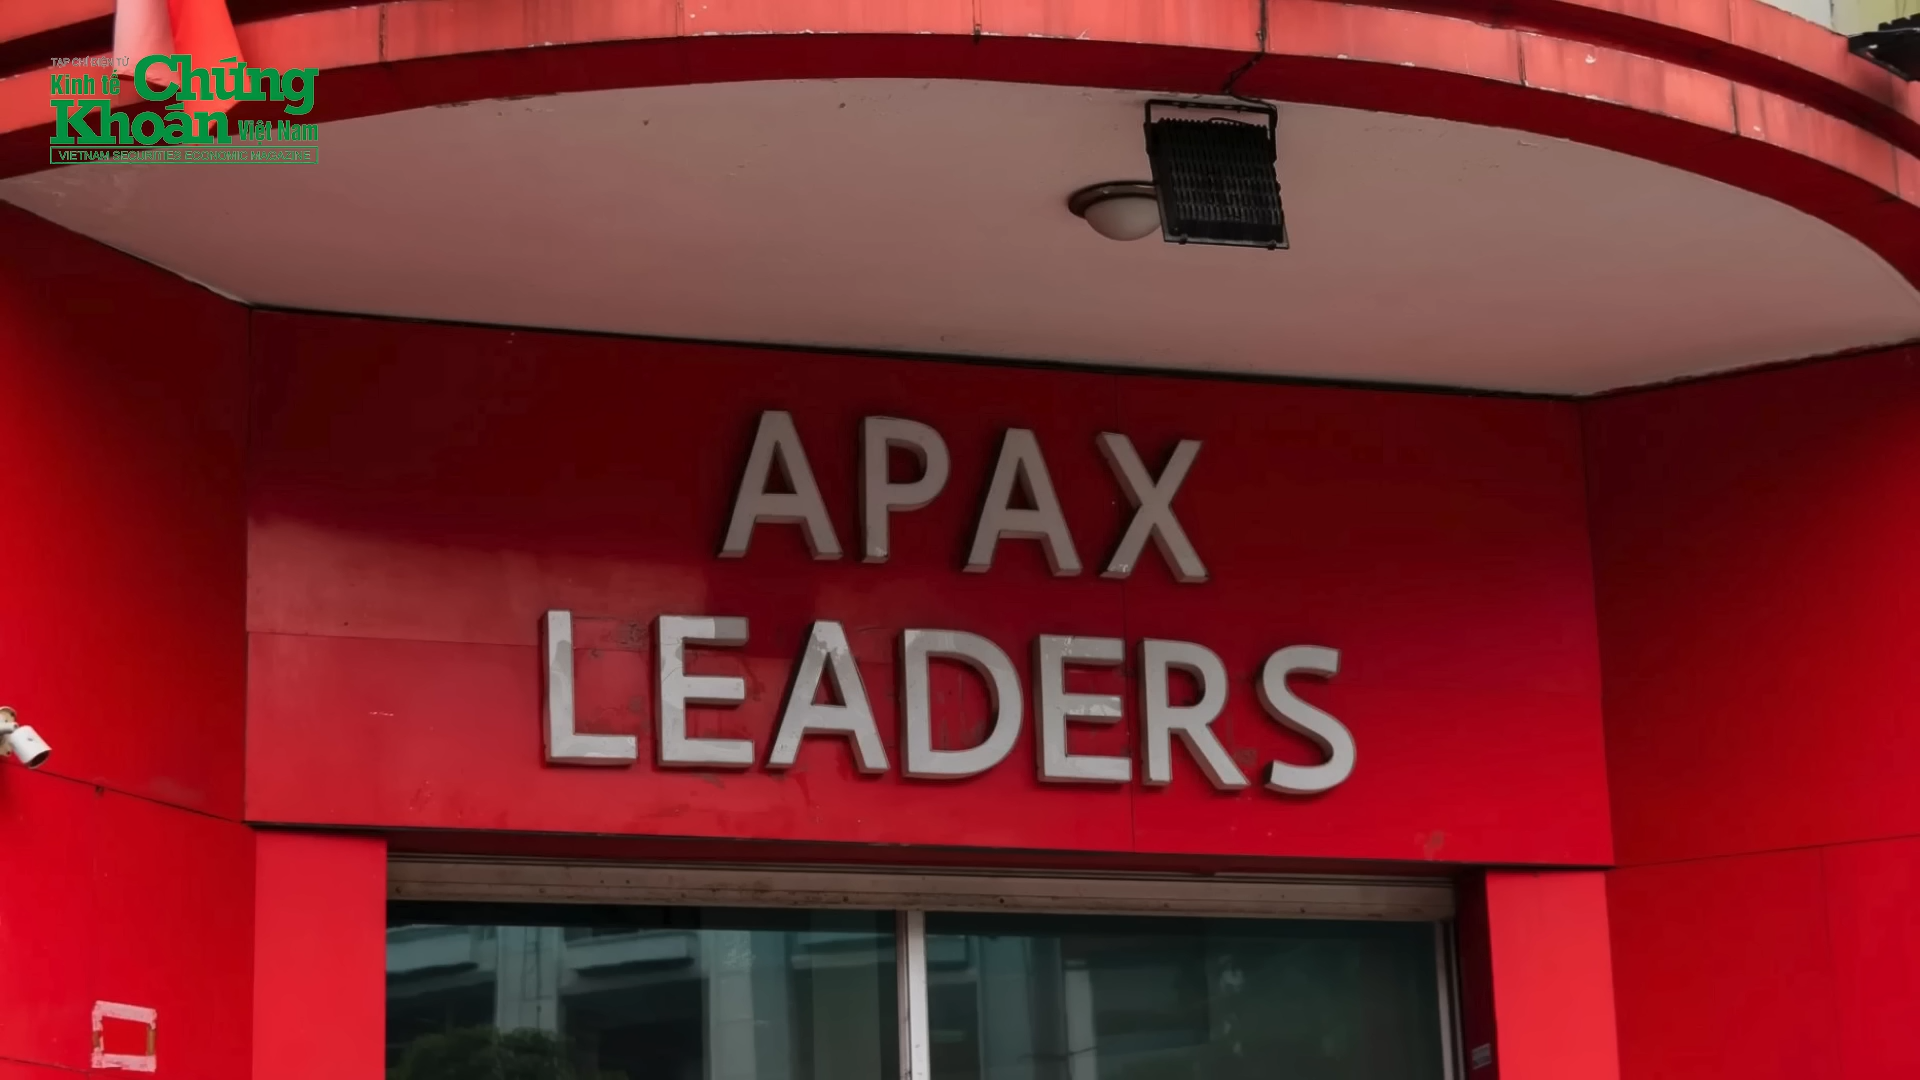 TẠP CHÍ ĐIỆN TỬ
Kinh tế Chứng
Khoán Việt Nam
VIETNAM SECURITIES ECONOMIC MAGAZINE
APAX
LEADERS